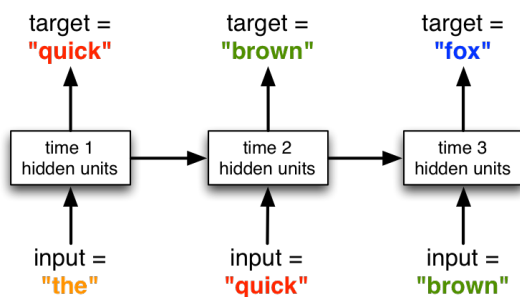 target =
"quick"
target =
"brown"
target =
"fox"
time 1
hidden units
time 2
hidden units
time 3
hidden units
input =
"the"
input =
"quick"
input =
"brown"